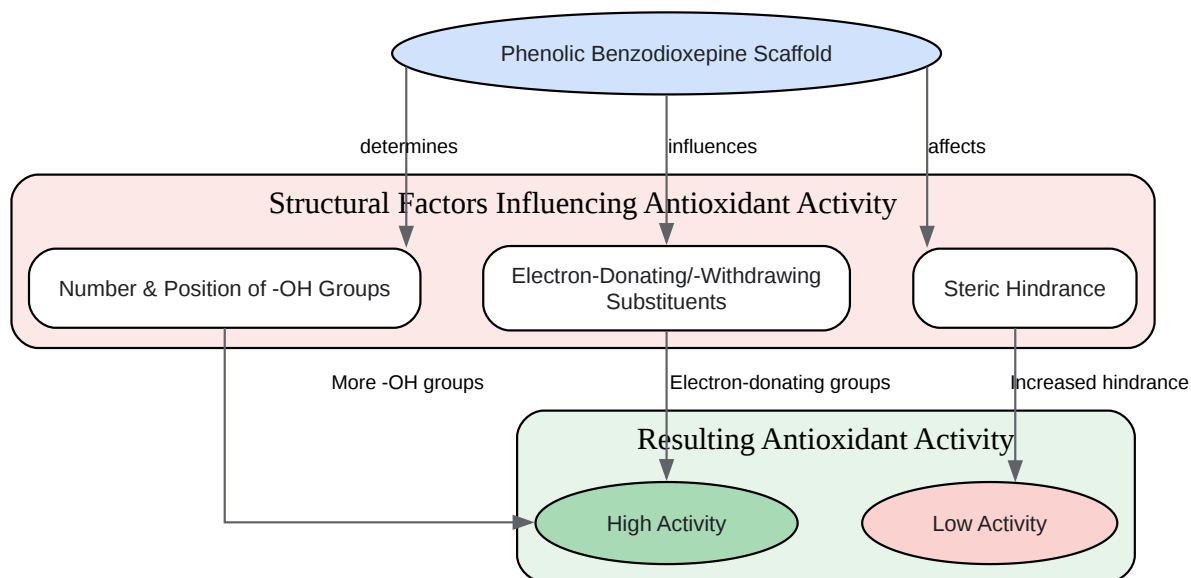 Phenolic Benzodioxepine Scaffold
determines
influences
affects
Structural Factors Influencing Antioxidant Activity
Number & Position of -OH Groups
Electron-Donating/-Withdrawing
Substituents
Steric Hindrance
More -OH groups
Electron-donating groups
Increased hindrance
Resulting Antioxidant Activity
High Activity
Low Activity